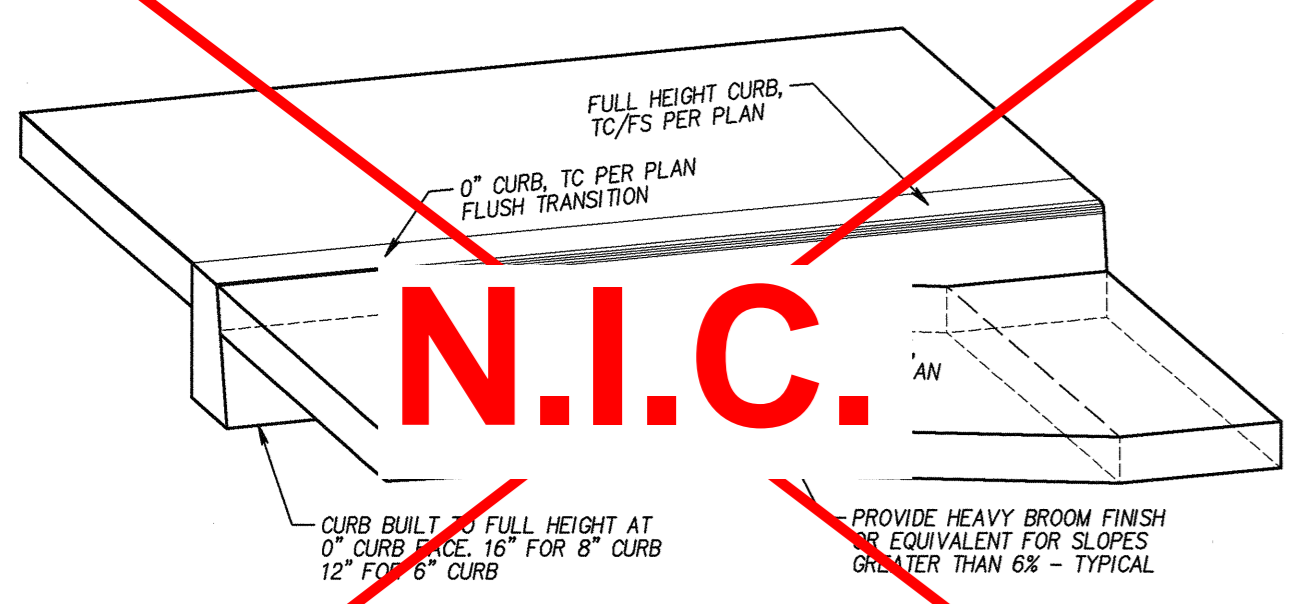 FULL HEIGHT CURB,
TC/FS PER PLAN
0" CURB, TC PER PLAN
FLUSH TRANSITION
N.I.C.
CURB BUILT TO FULL HEIGHT AT
0" CURB FACE. 16" FOR 8" CURB
12" FOR 6" CURB
PROVIDE HEAVY BROOM FINISH
OR EQUIVALENT FOR SLOPES
GREATER THAN 6% - TYPICAL